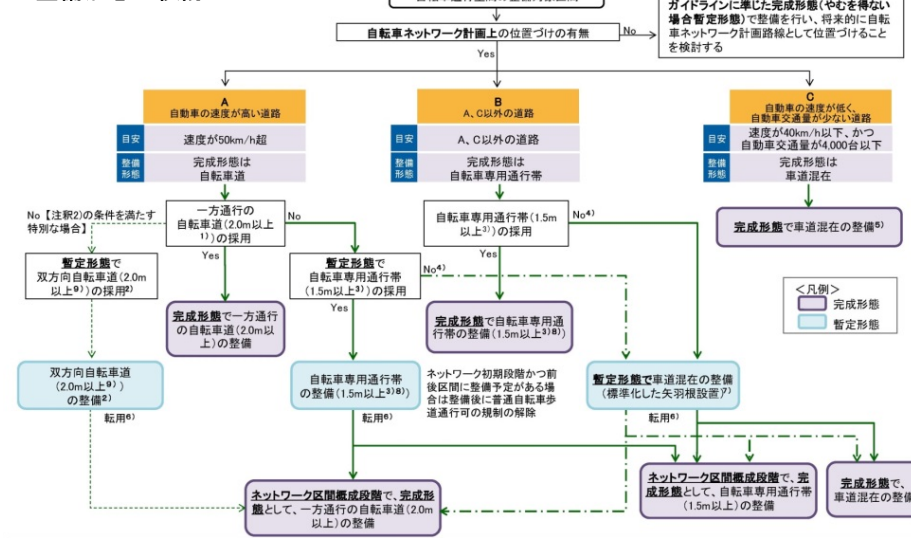 ガイドラインに準じた完成形態(やむを得ない
場合暫定形態)で整備を行い、将来的に自転
車ネットワーク計画路線として位置づけること
を検討する
自転車ネットワーク計画上の位置づけの有無
No
Yes
A
自動車の速度が高い道路
目安
速度が50km/h超
整備
形態
完成形態は
自転車道
B
A、C以外の道路
目安
A、C以外の道路
整備
形態
完成形態は
自転車専用通行帯
C
自動車の速度が低く、
自動車交通量が少ない道路
目安
速度が40km/h以下、かつ
自動車交通量が4,000台以下
整備
形態
完成形態は
車道混在
No【注釈2)の条件を満たす
特別な場合】
一方通行の
自転車道(2.0m以上
1))の採用
No
Yes
自転車専用通行帯(1.5m
以上3))の採用
No4)
Yes
完成形態で車道混在の整備5)
暫定形態で
双方向自転車道(2.0m
以上9))の採用2)
完成形態で一方通行
の自転車道(2.0m以
上)の整備
暫定形態で
自転車専用通行帯
(1.5m以上3))の採用
No4)
Yes
完成形態で自転車専用通
行帯の整備(1.5m以上3)8))
<凡例>
完成形態
暫定形態
双方向自転車道
(2.0m以上9))
の整備2)
転用6)
自転車専用通行帯
の整備(1.5m以上3)8))
転用6)
ネットワーク初期段階かつ前
後区間に整備予定がある場
合は整備後に普通自転車歩
道通行可の規制の解除
暫定形態で車道混在の整備
(標準化した矢羽根設置)7)
転用6)
ネットワーク区間概成段階で、完成形
態として、一方通行の自転車道(2.0m
以上)の整備
ネットワーク区間概成段階で、完
成形態として、自転車専用通行帯
(1.5m以上)の整備
完成形態で、
車道混在の整備